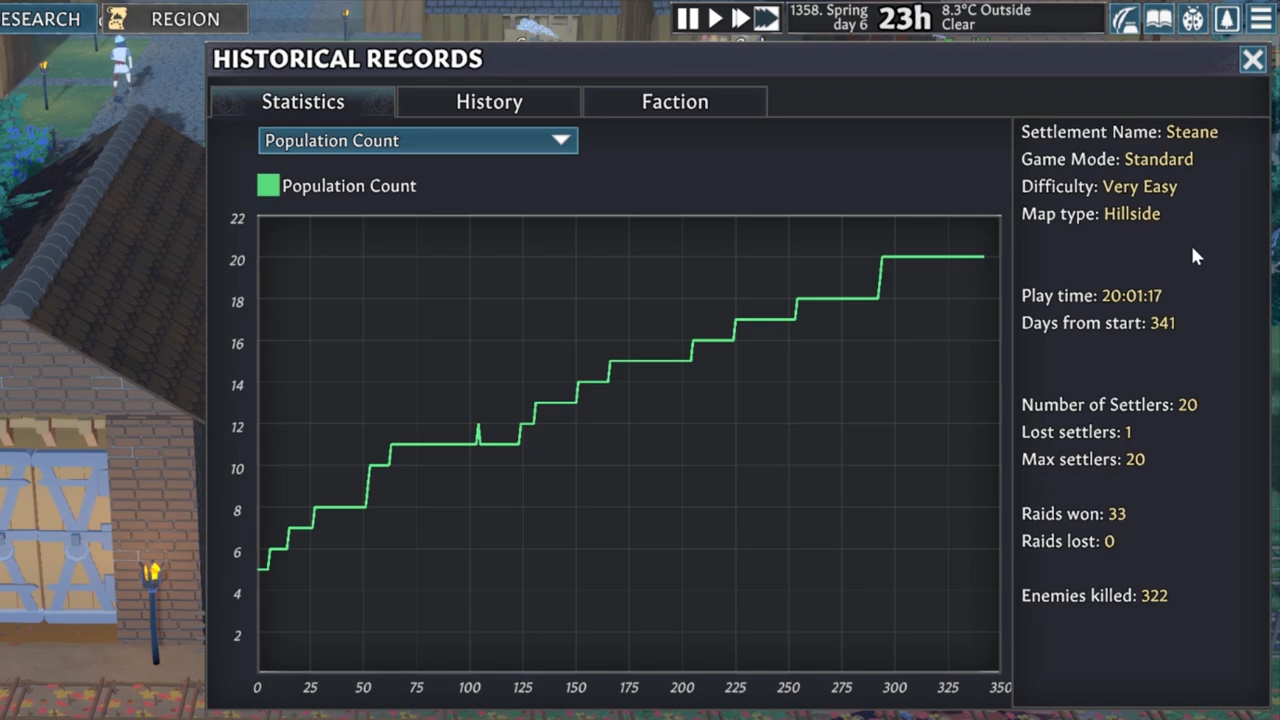 ESEARCH
REGION
1358. Spring
day 6
23h
8.3°C Outside
Clear
HISTORICAL RECORDS
Statistics
History
Faction
Population Count
Population Count
22
20
18
16
14
12
10
8
6
4
2
0 25 50 75 100 125 150 175 200 225 250 275 300 325 350
Settlement Name: Steane
Game Mode: Standard
Difficulty: Very Easy
Map type: Hillside
Play time: 20:01:17
Days from start: 341
Number of Settlers: 20
Lost settlers: 1
Max settlers: 20
Raids won: 33
Raids lost: 0
Enemies killed: 322